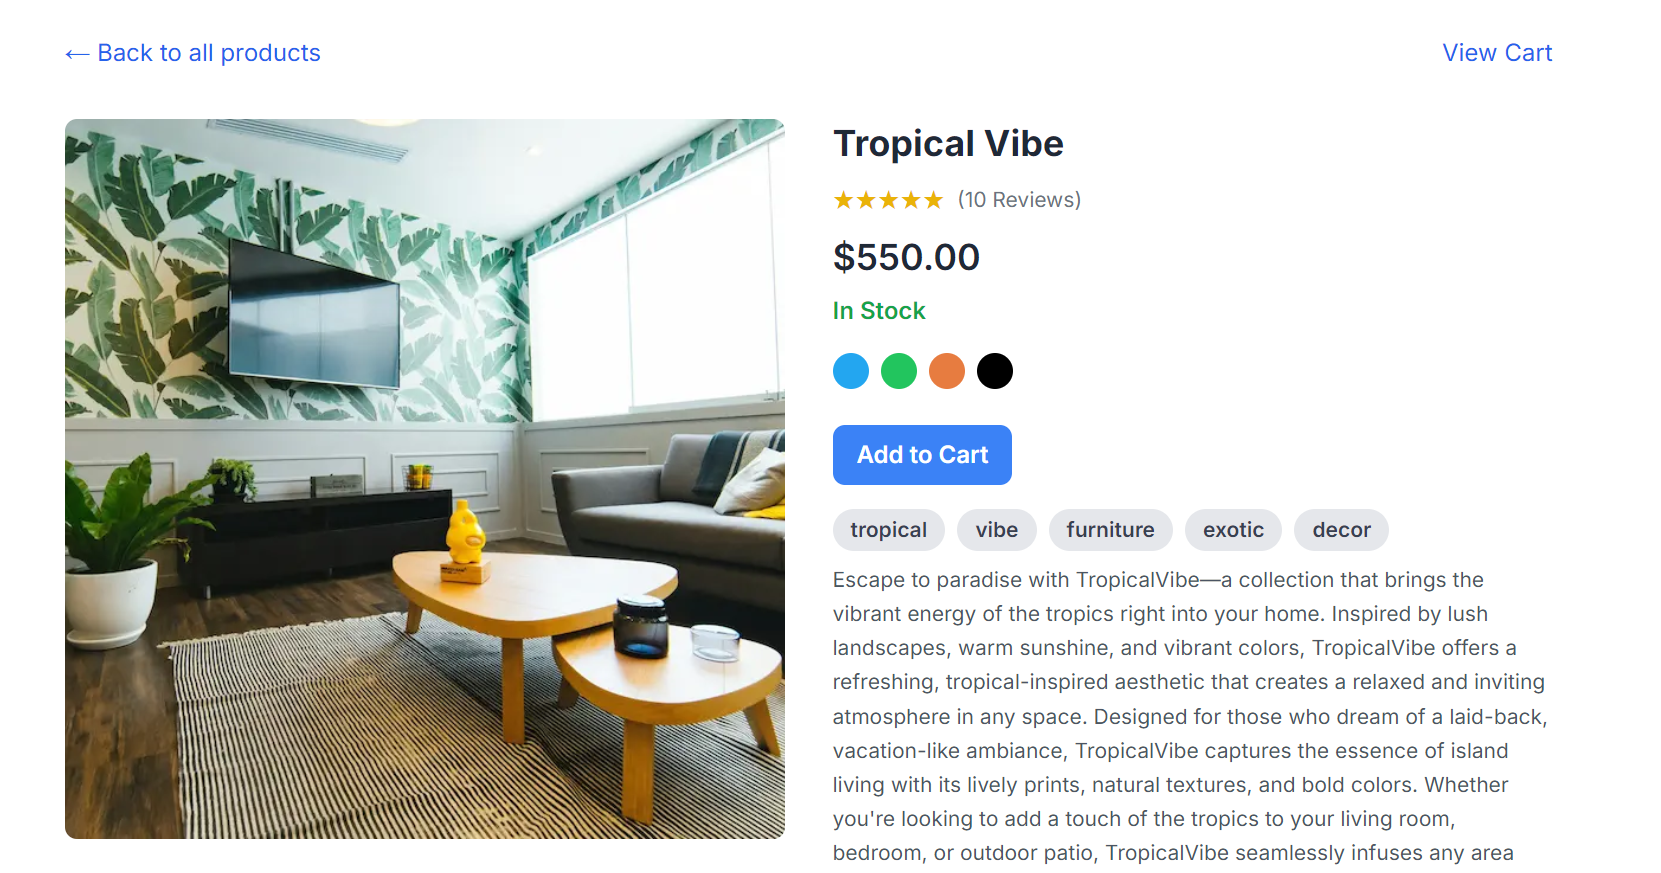 ← Back to all products
View Cart
Tropical Vibe
★★★★★ (10 Reviews)
$550.00
In Stock
Add to Cart
tropical vibe furniture exotic decor
Escape to paradise with TropicalVibe—a collection that brings the
vibrant energy of the tropics right into your home. Inspired by lush
landscapes, warm sunshine, and vibrant colors, TropicalVibe offers a
refreshing, tropical-inspired aesthetic that creates a relaxed and inviting
atmosphere in any space. Designed for those who dream of a laid-back,
vacation-like ambiance, TropicalVibe captures the essence of island
living with its lively prints, natural textures, and bold colors. Whether
you're looking to add a touch of the tropics to your living room,
bedroom, or outdoor patio, TropicalVibe seamlessly infuses any area